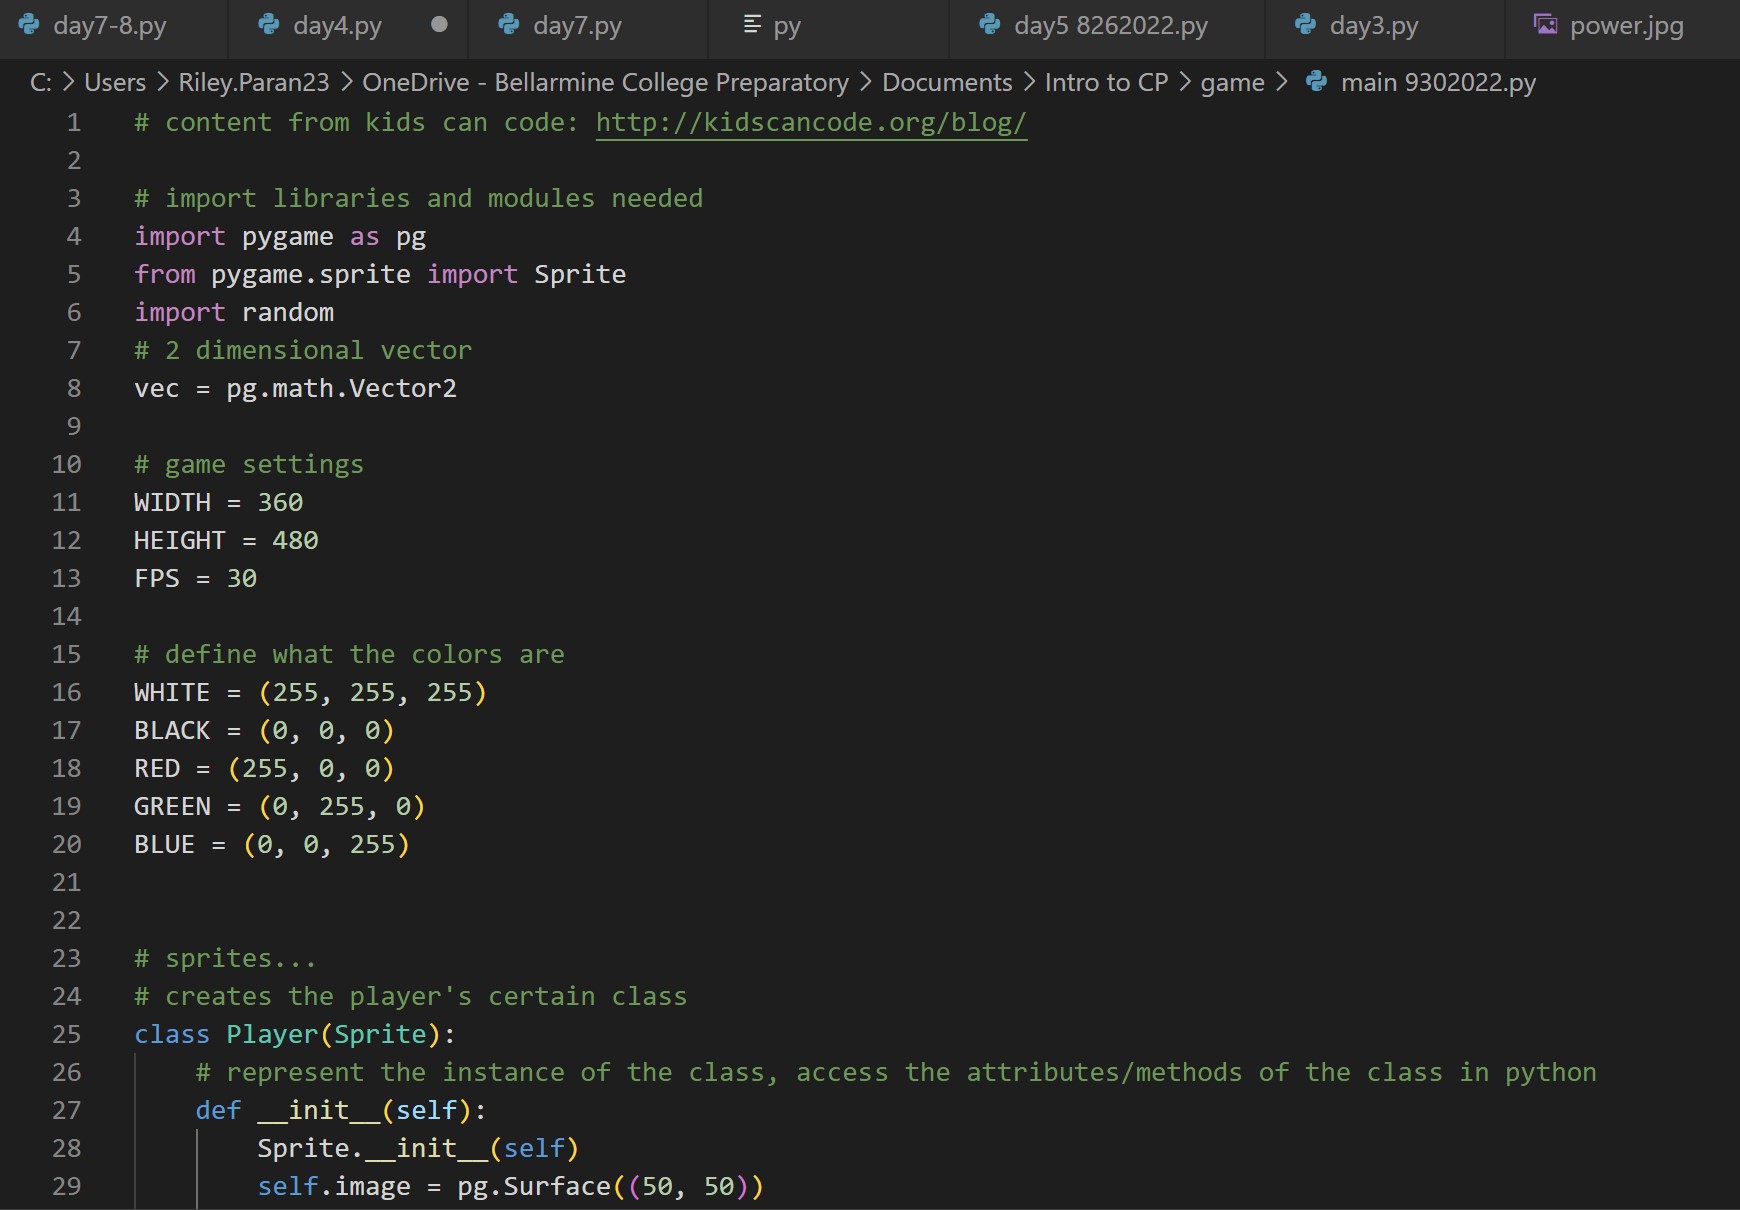 day7-8.py day4.py day7.py py day5 8262022.py day3.py power.jpg
C: > Users > Riley.Paran23 > OneDrive - Bellarmine College Preparatory > Documents > Intro to CP > game > main 9302022.py
1 # content from kids can code: http://kidscancode.org/blog/
2
3 # import libraries and modules needed
4 import pygame as pg
5 from pygame.sprite import Sprite
6 import random
7 # 2 dimensional vector
8 vec = pg.math.Vector2
9
10 # game settings
11 WIDTH = 360
12 HEIGHT = 480
13 FPS = 30
14
15 # define what the colors are
16 WHITE = (255, 255, 255)
17 BLACK = (0, 0, 0)
18 RED = (255, 0, 0)
19 GREEN = (0, 255, 0)
20 BLUE = (0, 0, 255)
21
22
23 # sprites...
24 # creates the player's certain class
25 class Player(Sprite):
26     # represent the instance of the class, access the attributes/methods of the class in python
27     def __init__(self):
28         Sprite.__init__(self)
29         self.image = pg.Surface((50, 50))